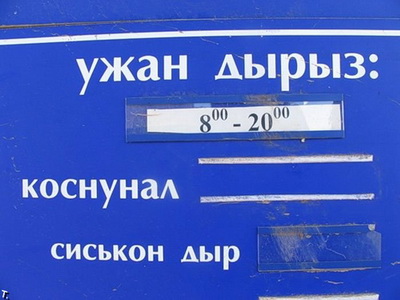 ужан дырыз:
8⁰⁰ - 20⁰⁰
коснунал
сиськон дыр